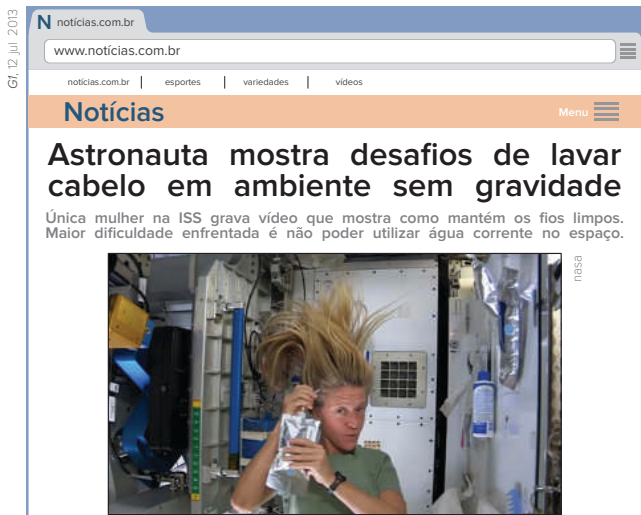 G1, 12 jul 2013
N notícias.com.br
www.notícias.com.br
notícias.com.br | esportes | variedades | vídeos
Notícias
Menu
Astronauta mostra desafios de lavar
cabelo em ambiente sem gravidade
Única mulher na ISS grava vídeo que mostra como mantém os fios limpos.
Maior dificuldade enfrentada é não poder utilizar água corrente no espaço.
nasa